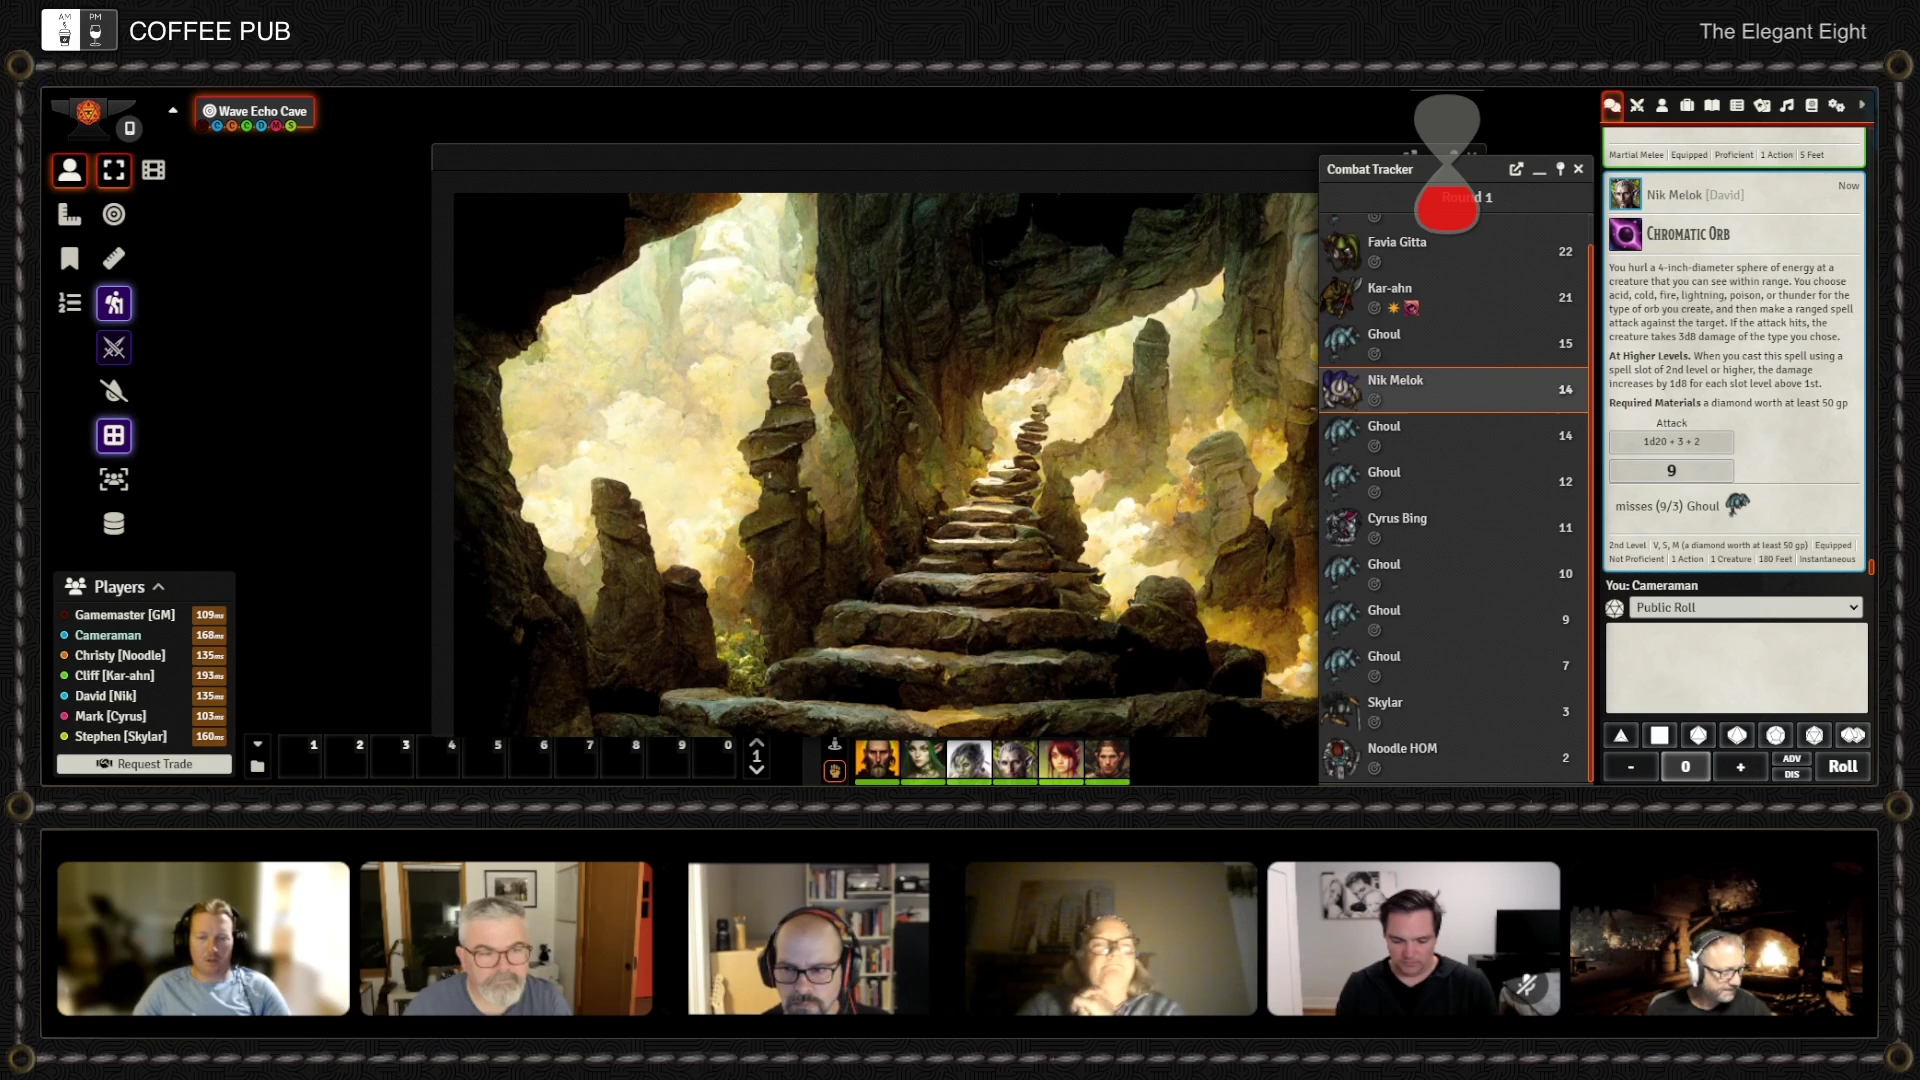 AM
PM
COFFEE PUB
The Elegant Eight
Wave Echo Cave
C C C D M S
Combat Tracker
Round 1
Favia Gitta 22
Kar-ahn 21
Ghoul 15
Nik Melok 14
Ghoul 14
Ghoul 12
Cyrus Bing 11
Ghoul 10
Ghoul 9
Ghoul 7
Skylar 3
Noodle HOM 2
Martial Melee Equipped Proficient 1 Action 5 Feet
Nik Melok [David] Now
Chromatic Orb
You hurl a 4-inch-diameter sphere of energy at a
creature that you can see within range. You choose
acid, cold, fire, lightning, poison, or thunder for the
type of orb you create, and then make a ranged spell
attack against the target. If the attack hits, the
creature takes 3d8 damage of the type you chose.
At Higher Levels. When you cast this spell using a
spell slot of 2nd level or higher, the damage
increases by 1d8 for each slot level above 1st.
Required Materials a diamond worth at least 50 gp
Attack
1d20 + 3 + 2
9
misses (9/3) Ghoul
2nd Level V, S, M (a diamond worth at least 50 gp) Equipped
Not Proficient 1 Action 1 Creature 180 Feet Instantaneous
You: Cameraman
Public Roll
- 0 + ADV DIS Roll
Players
Gamemaster [GM] 109ms
Cameraman 168ms
Christy [Noodle] 135ms
Cliff [Kar-ahn] 193ms
David [Nik] 135ms
Mark [Cyrus] 103ms
Stephen [Skylar] 160ms
Request Trade
1 2 3 4 5 6 7 8 9 0
1